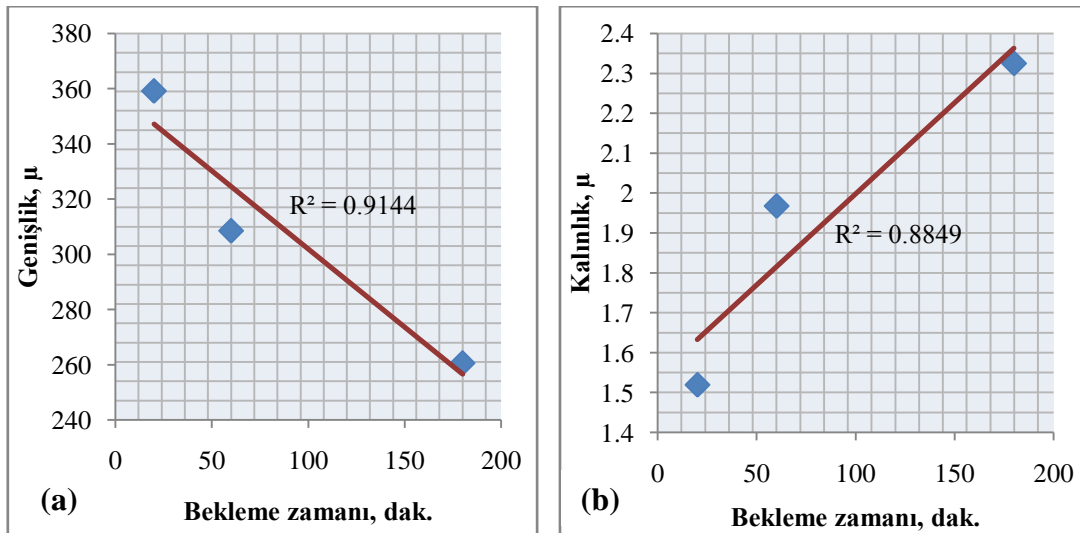 380
360
340
320
300
280
260
240
Genişlik, µ
R² = 0.9144
0 50 100 150 200
(a)
Bekleme zamanı, dak.
2.4
2.3
2.2
2.1
2
1.9
1.8
1.7
1.6
1.5
1.4
Kalınlık, µ
R² = 0.8849
0 50 100 150 200
(b)
Bekleme zamanı, dak.